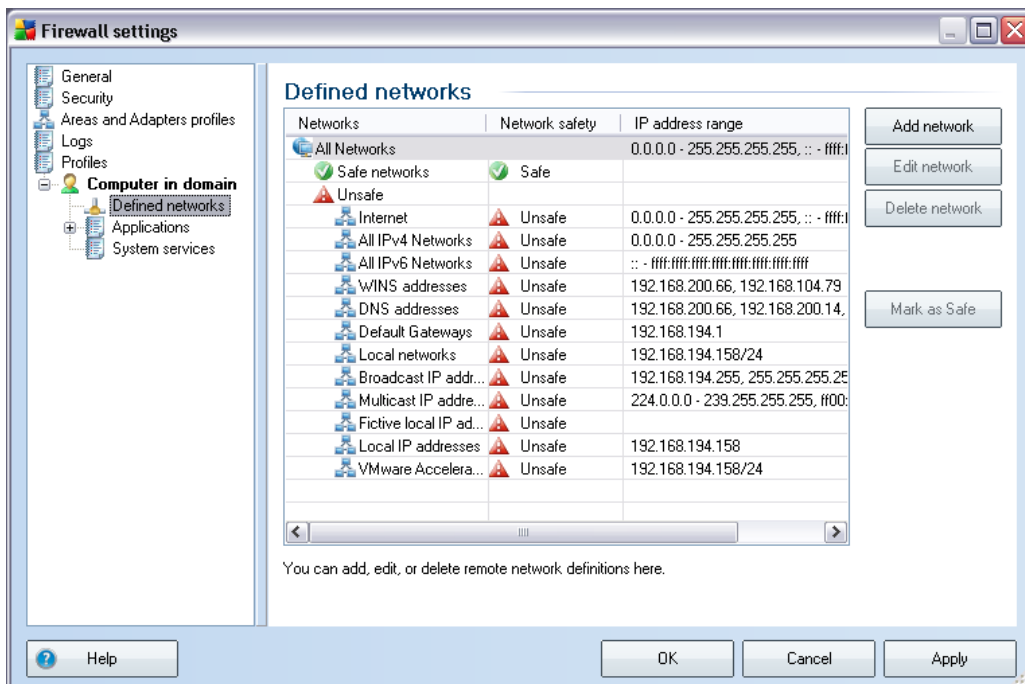 Firewall settings
General
Security
Areas and Adapters profiles
Logs
Profiles
Computer in domain
Defined networks
Applications
System services
Defined networks
Networks Network safety IP address range
All Networks 0.0.0.0 - 255.255.255.255, :: - ffff:
Safe networks Safe
Unsafe
Internet Unsafe 0.0.0.0 - 255.255.255.255, :: - ffff:
All IPv4 Networks Unsafe 0.0.0.0 - 255.255.255.255
All IPv6 Networks Unsafe :: - ffff:ffff:ffff:ffff:ffff:ffff:ffff:ffff
WINS addresses Unsafe 192.168.200.66, 192.168.104.79
DNS addresses Unsafe 192.168.200.66, 192.168.200.14,
Default Gateways Unsafe 192.168.194.1
Local networks Unsafe 192.168.194.158/24
Broadcast IP addr... Unsafe 192.168.194.255, 255.255.255.25
Multicast IP addre... Unsafe 224.0.0.0 - 239.255.255.255, ff00:
Fictive local IP ad... Unsafe
Local IP addresses Unsafe 192.168.194.158
VMware Accelera... Unsafe 192.168.194.158/24
Add network
Edit network
Delete network
Mark as Safe
You can add, edit, or delete remote network definitions here.
Help
OK
Cancel
Apply